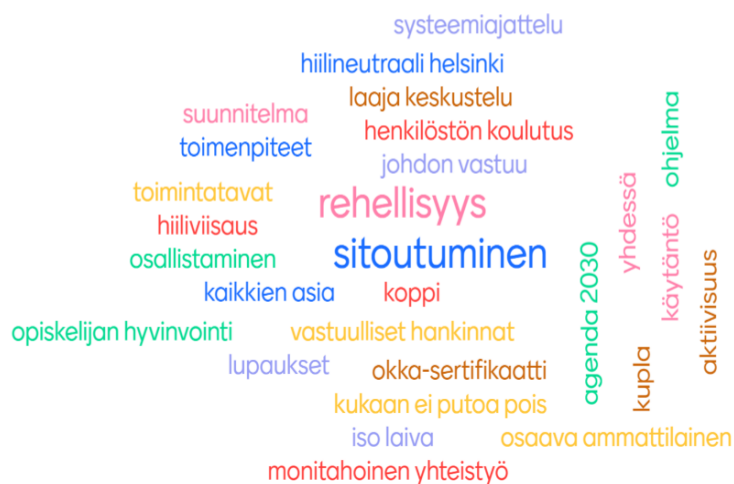 systeemiajattelu
hiilineutraali helsinki
laaja keskustelu
suunnitelma
henkilöstön koulutus
toimenpiteet
johdon vastuu
toimintatavat
rehellisyys
hiiliviisaus
sitoutuminen
osallistaminen
kaikkien asia
koppi
opiskelijan hyvinvointi
vastuulliset hankinnat
lupaukset
okka-sertifikaatti
kukaan ei putoa pois
iso laiva
osaava ammattilainen
monitahoinen yhteistyö
agenda 2030
yhdessä
kupla
ohjelma
käytäntö
aktiivisuus